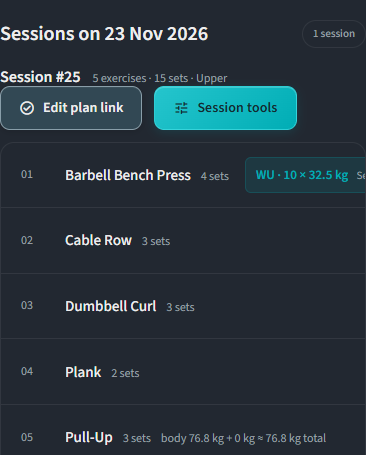 Sessions on 23 Nov 2026 1 session
Session #25 5 exercises · 15 sets · Upper
Edit plan link Session tools
01 Barbell Bench Press 4 sets WU · 10 × 32.5 kg
02 Cable Row 3 sets
03 Dumbbell Curl 3 sets
04 Plank 2 sets
05 Pull-Up 3 sets body 76.8 kg + 0 kg ≈ 76.8 kg total